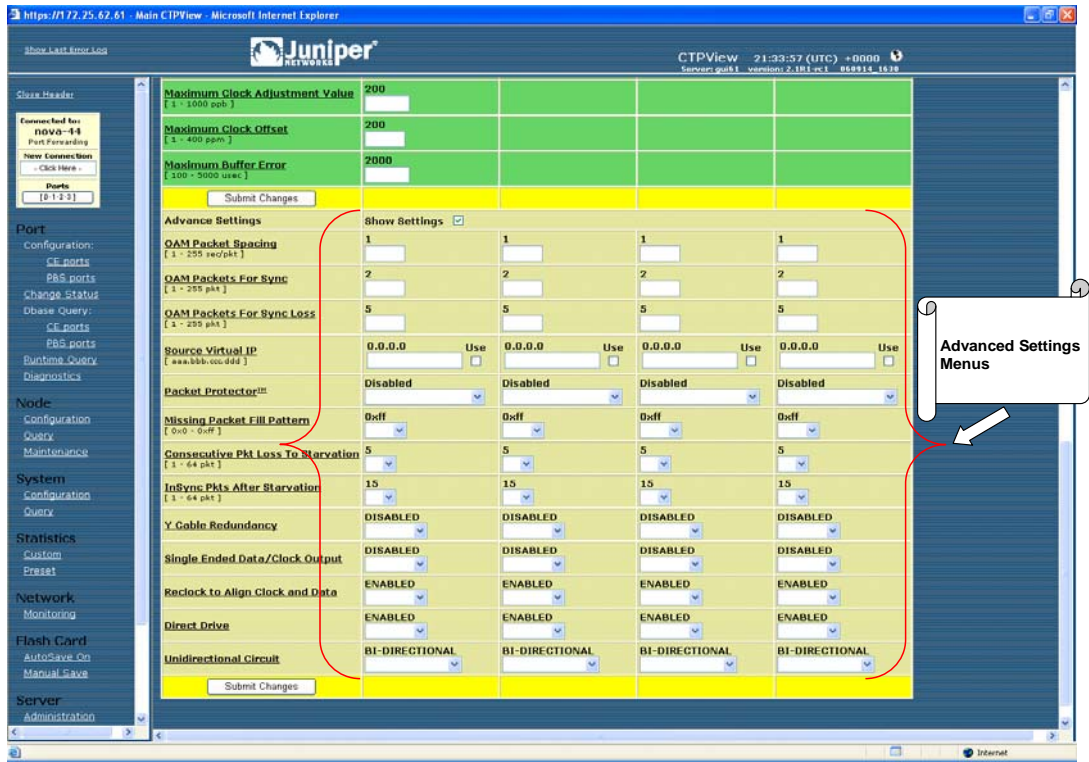 https://172.25.62.61 - Main CTPView - Microsoft Internet Explorer
Show Last Error Log
Juniper®
NETWORKS
CTPView 21:33:57 (UTC) +0000
Server: gui61 version: 2.1R1-rc1 060914_1630
Close Header
Connected to:
nova-44
Port Forwarding
New Connection
- Click Here -
Ports
[0-1-2-3]
Port
Configuration:
CE ports
PBS ports
Change Status
Dbase Query:
CE ports
PBS ports
Runtime Query
Diagnostics
Node
Configuration
Query
Maintenance
System
Configuration
Query
Statistics
Custom
Preset
Network
Monitoring
Flash Card
AutoSave On
Manual Save
Server
Administration
Maximum Clock Adjustment Value 200
[ 1 - 1000 ppb ]
Maximum Clock Offset 200
[ 1 - 400 ppm ]
Maximum Buffer Error 2000
[ 100 - 5000 usec ]
Submit Changes
Advance Settings Show Settings
OAM Packet Spacing 1 1 1 1
[ 1 - 255 sec/pkt ]
OAM Packets For Sync 2 2 2 2
[ 1 - 255 pkt ]
OAM Packets For Sync Loss 5 5 5 5
[ 1 - 255 pkt ]
Source Virtual IP 0.0.0.0 Use 0.0.0.0 Use 0.0.0.0 Use 0.0.0.0 Use
[ aaa.bbb.ccc.ddd ]
Packet Protector™ Disabled Disabled Disabled Disabled
Missing Packet Fill Pattern 0xff 0xff 0xff 0xff
[ 0x0 - 0xff ]
Consecutive Pkt Loss To Starvation 5 5 5 5
[ 1 - 64 pkt ]
InSync Pkts After Starvation 15 15 15 15
[ 1 - 64 pkt ]
Y Cable Redundancy DISABLED DISABLED DISABLED DISABLED
Single Ended Data/Clock Output DISABLED DISABLED DISABLED DISABLED
Reclock to Align Clock and Data ENABLED ENABLED ENABLED ENABLED
Direct Drive ENABLED ENABLED ENABLED ENABLED
Unidirectional Circuit BI-DIRECTIONAL BI-DIRECTIONAL BI-DIRECTIONAL BI-DIRECTIONAL
Submit Changes
Advanced Settings
Menus
Internet